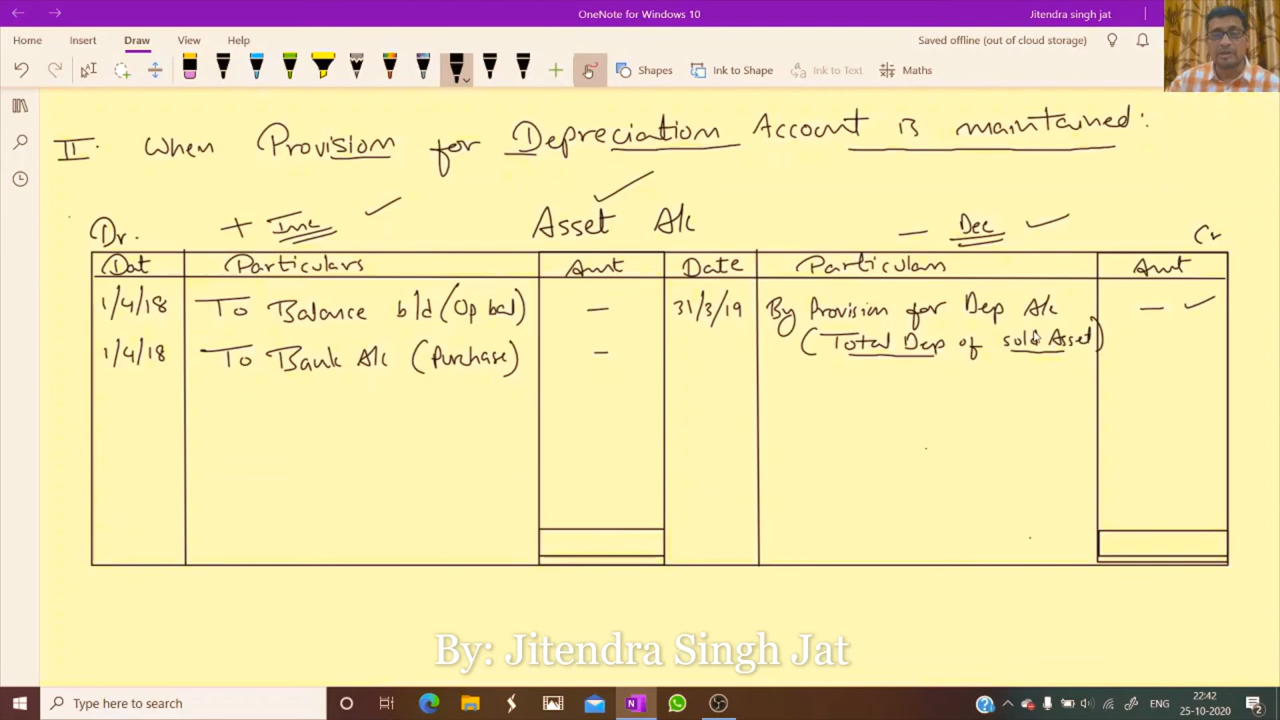 OneNote for Windows 10
Jitendra singh jat
Home Insert Draw View Help
Saved offline (out of cloud storage)
Shapes Ink to Shape Ink to Text Maths
II. When Provision for Depreciation Account is maintained:
Dr. + Inc Asset A/c - Dec Cr
Dat Particulars Amt Date Particulars Amt
1/4/18 To Balance b/d (Op bal) - 31/3/19 By Provision for Dep A/c -
(Total Dep of sold Asset)
1/4/18 To Bank A/c (Purchase) -
By: Jitendra Singh Jat
Type here to search
ENG
22:42
25-10-2020
2